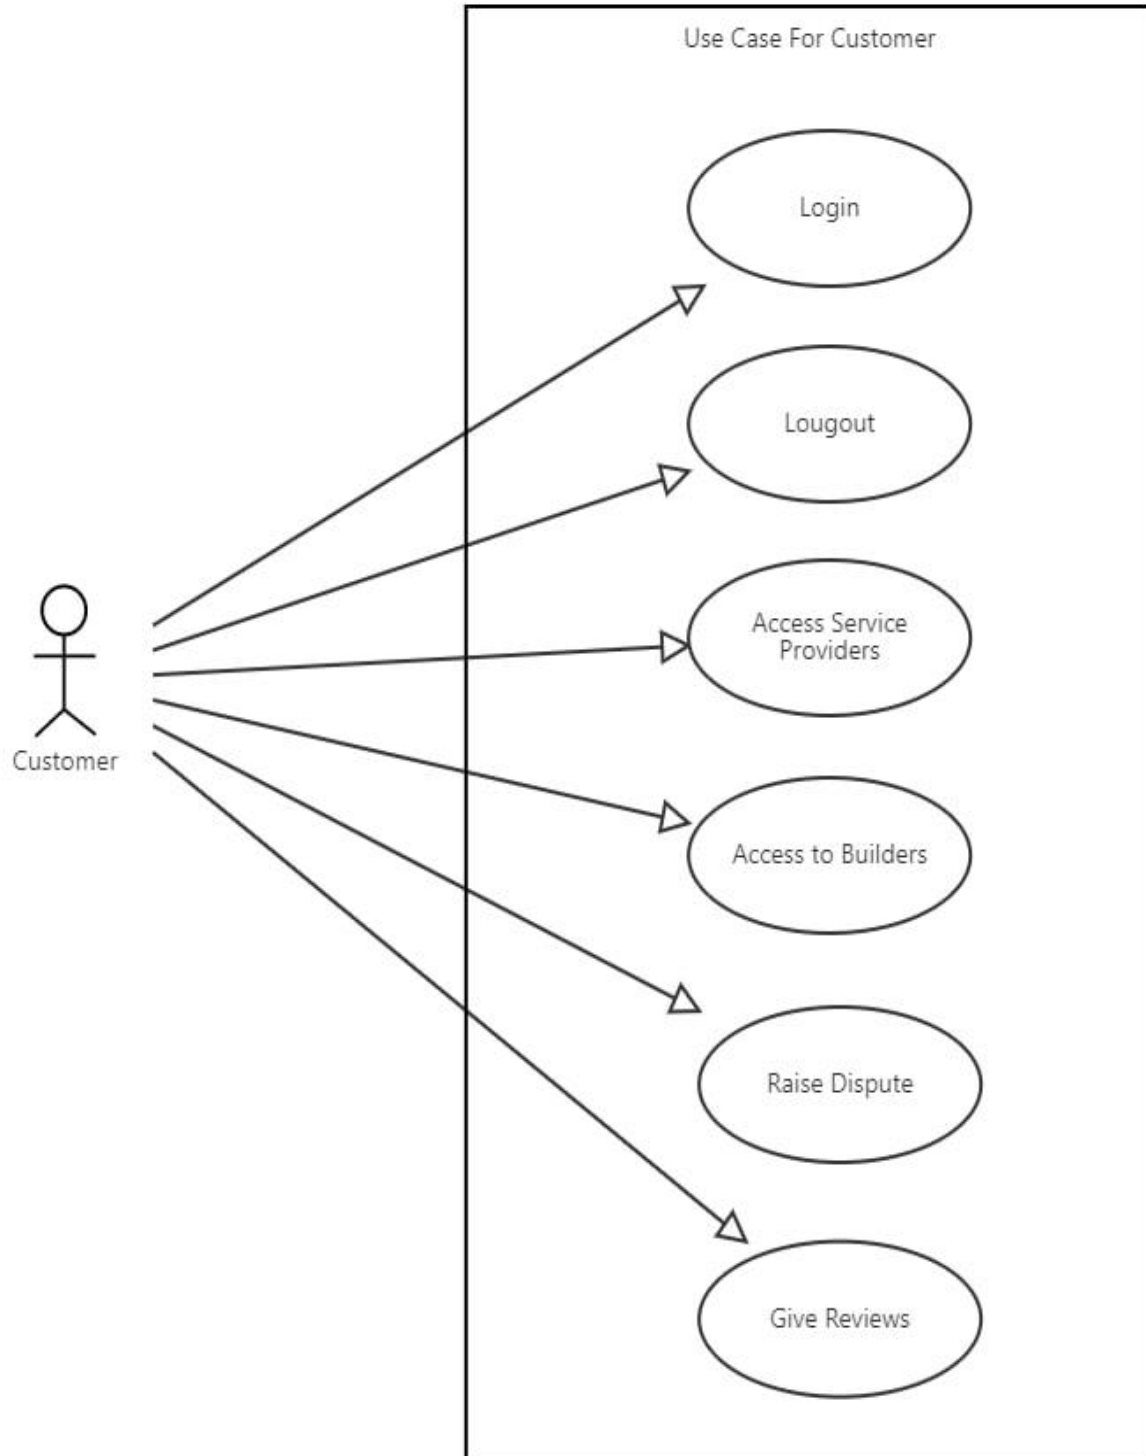 Use Case For Customer
Login
Lougout
Access Service
Providers
Customer
Access to Builders
Raise Dispute
Give Reviews